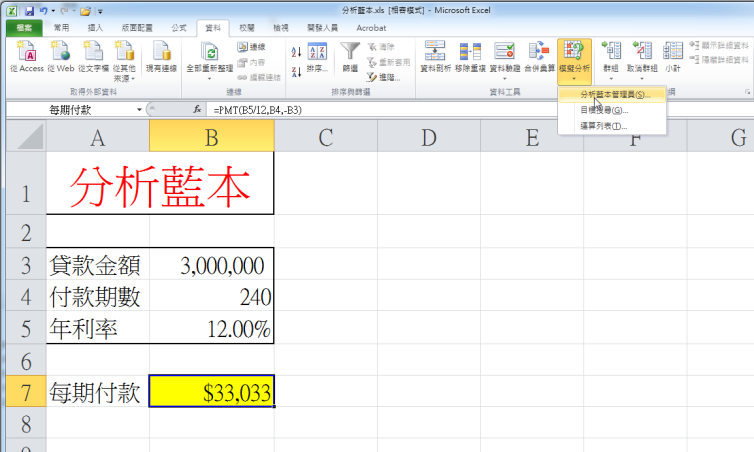 分析藍本.xls [相容模式] - Microsoft Excel
檔案 常用 插入 版面配置 公式 資料 校閱 檢視 開發人員 Acrobat
從 Access 從 Web 從文字檔 從其他來源 現有連線 全部重新整理 連線 內容 編輯連結 排序... 篩選 清除 重新套用 進階... 資料剖析 移除重複 資料驗證 合併彙算 模擬分析 群組 取消群組 小計 顯示詳細資料 隱藏詳細資料
取得外部資料 連線 排序與篩選 資料工具
分析藍本管理員(S)...
目標搜尋(G)...
運算列表(T)...
每期付款 fx =PMT(B5/12,B4,-B3)
A B C D E F G
1 分析藍本
2
3 貸款金額 3,000,000
4 付款期數 240
5 年利率 12.00%
6
7 每期付款 $33,033
8